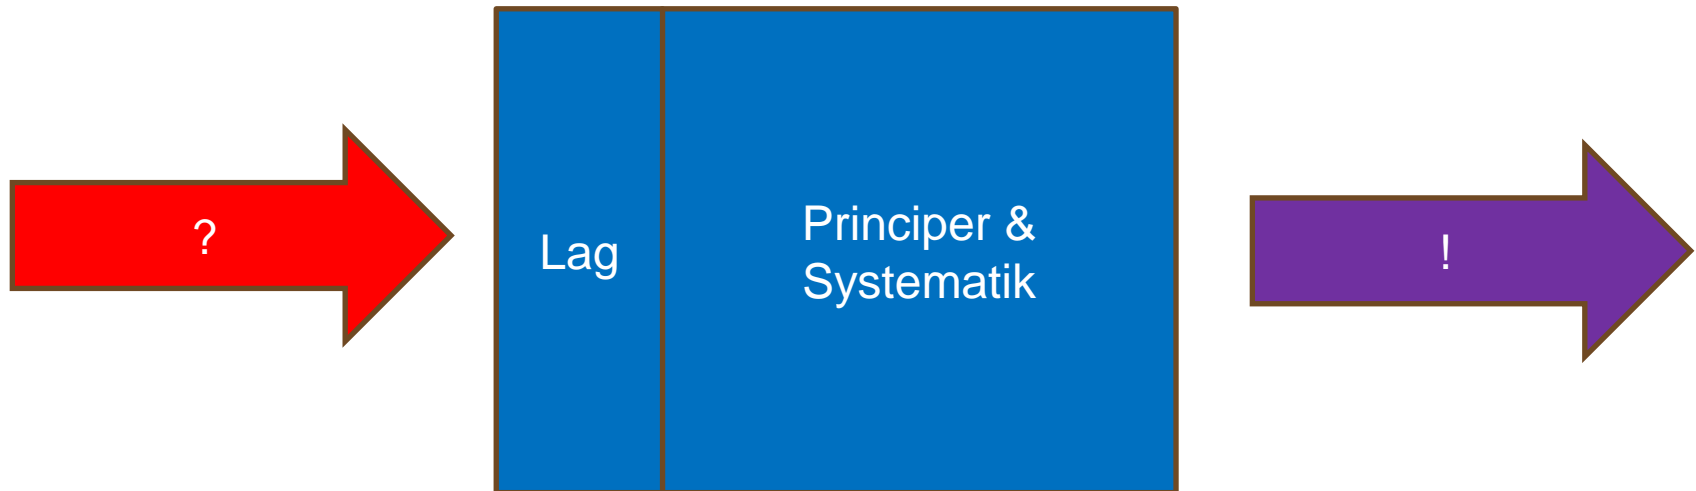 ?
Lag
Principer &
Systematik
!